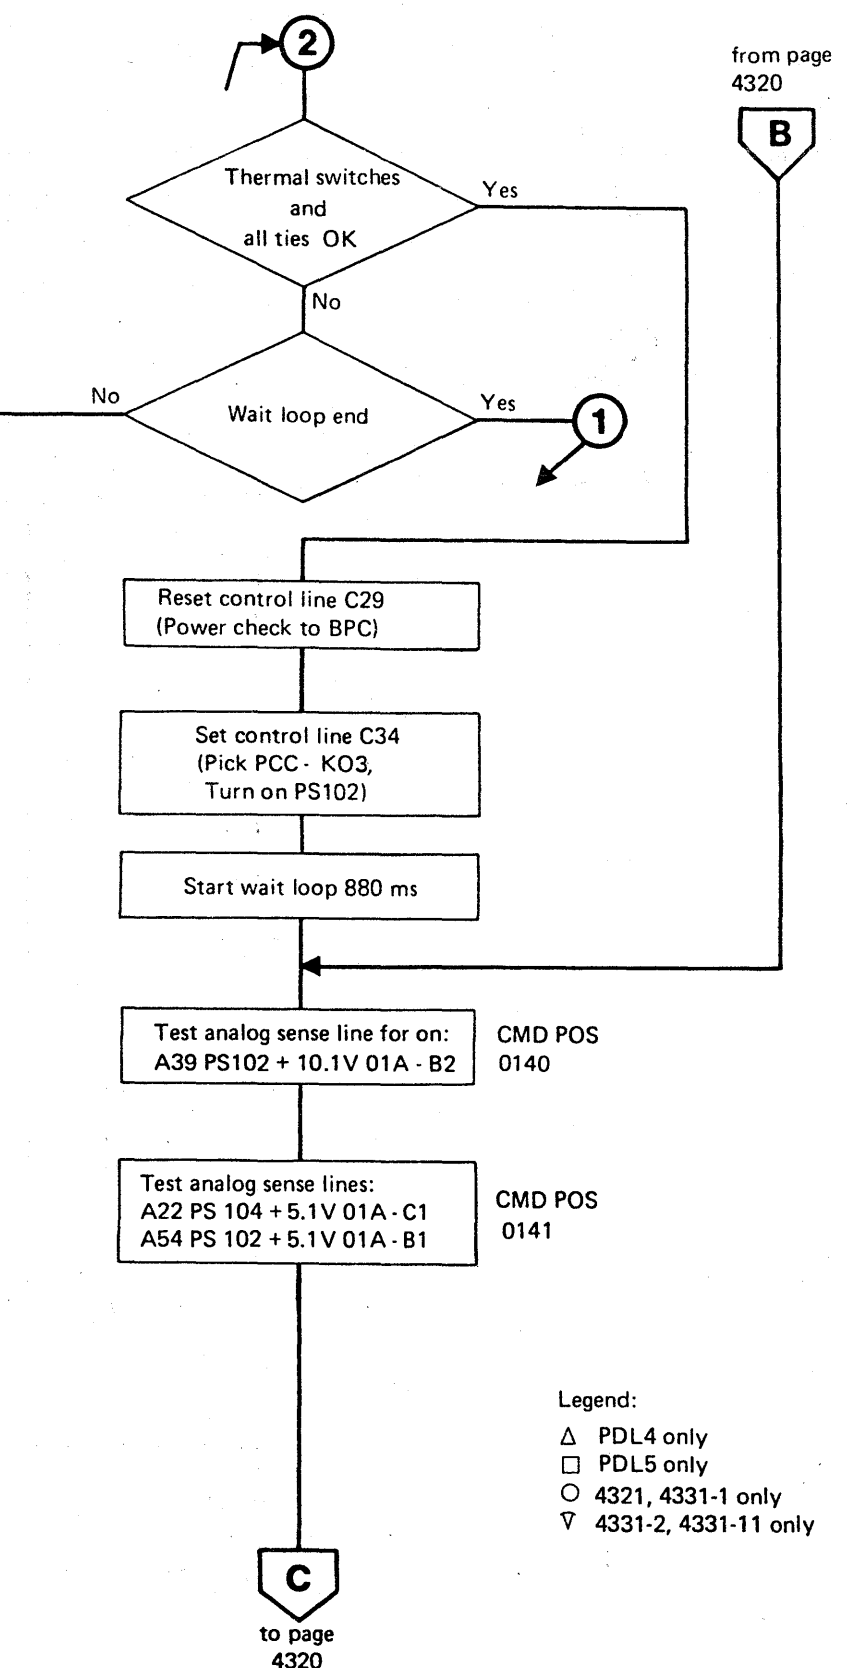 2
from page
4320
B
Thermal switches
and
all ties OK
Yes
No
No
Wait loop end
Yes
1
Reset control line C29
(Power check to BPC)
Set control line C34
(Pick PCC - KO3,
Turn on PS102)
Start wait loop 880 ms
Test analog sense line for on:
A39 PS102 + 10.1V 01A - B2
CMD POS
0140
Test analog sense lines:
A22 PS 104 + 5.1V 01A - C1
A54 PS 102 + 5.1V 01A - B1
CMD POS
0141
Legend:
PDL4 only
PDL5 only
4321, 4331-1 only
4331-2, 4331-11 only
C
to page
4320